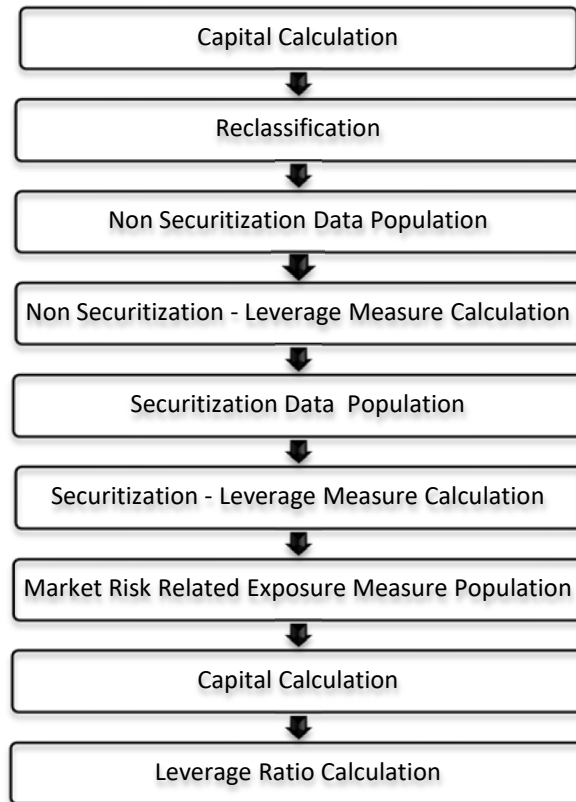 Capital Calculation
Reclassification
Non Securitization Data Population
Non Securitization - Leverage Measure Calculation
Securitization Data Population
Securitization - Leverage Measure Calculation
Market Risk Related Exposure Measure Population
Capital Calculation
Leverage Ratio Calculation